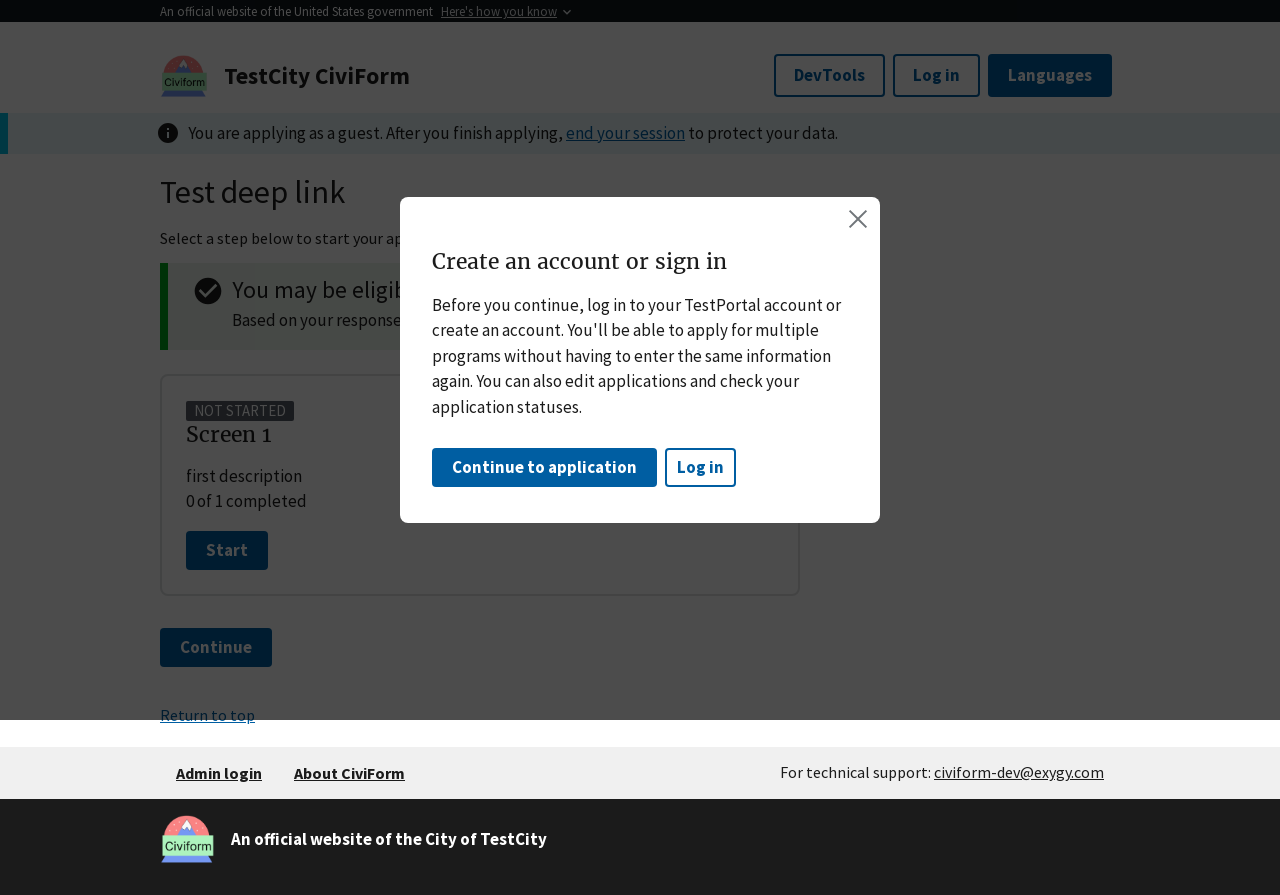 An official website of the United States government Here's how you know
Civiform
TestCity CiviForm
DevTools
Log in
Languages
You are applying as a guest. After you finish applying, end your session to protect your data.
Test deep link
Select a step below to start your ap
You may be eligib
Based on your response
NOT STARTED
Screen 1
first description
0 of 1 completed
Start
Continue
Return to top
Create an account or sign in
Before you continue, log in to your TestPortal account or
create an account. You'll be able to apply for multiple
programs without having to enter the same information
again. You can also edit applications and check your
application statuses.
Continue to application
Log in
Admin login
About CiviForm
For technical support: civiform-dev@exygy.com
Civiform
An official website of the City of TestCity